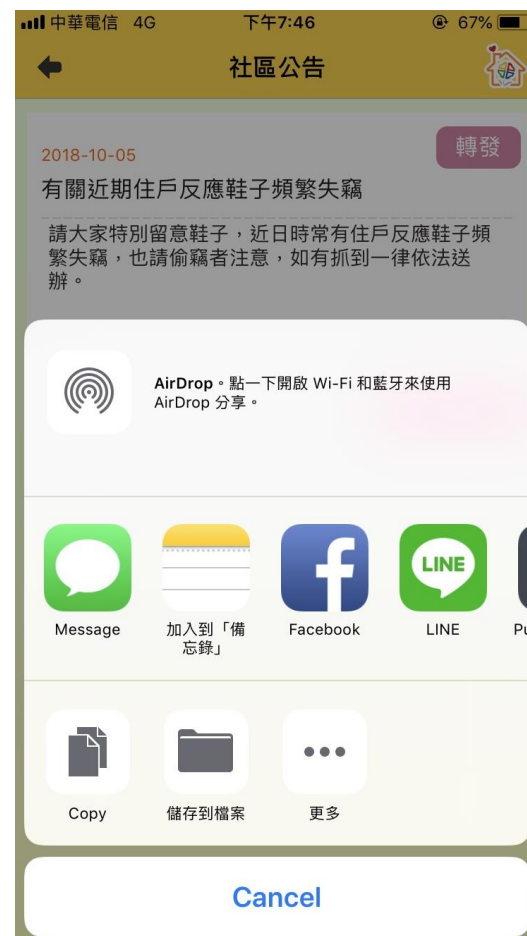 中華電信 4G 下午7:46 67%
社區公告
2018-10-05
轉發
有關近期住戶反應鞋子頻繁失竊
請大家特別留意鞋子，近日時常有住戶反應鞋子頻
繁失竊，也請偷竊者注意，如有抓到一律依法送
辦。
AirDrop。點一下開啟 Wi-Fi 和藍牙來使用
AirDrop 分享。
Message
加入到「備
忘錄」
Facebook
LINE
LINE
Copy
儲存到檔案
更多
Cancel